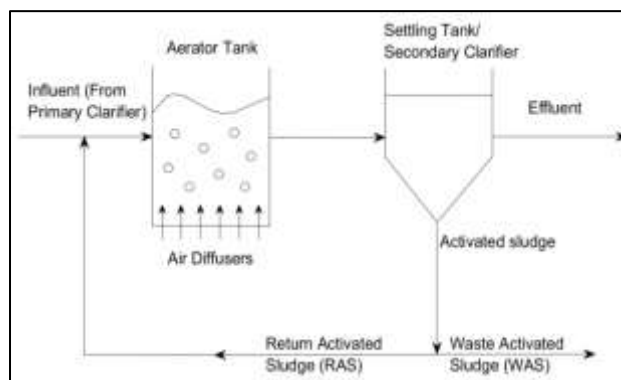 Aerator Tank
Settling Tank/
Secondary Clarifier
Influent (From
Primary Clarifier)
Effluent
Air Diffusers
Activated sludge
Return Activated
Sludge (RAS)
Waste Activated
Sludge (WAS)